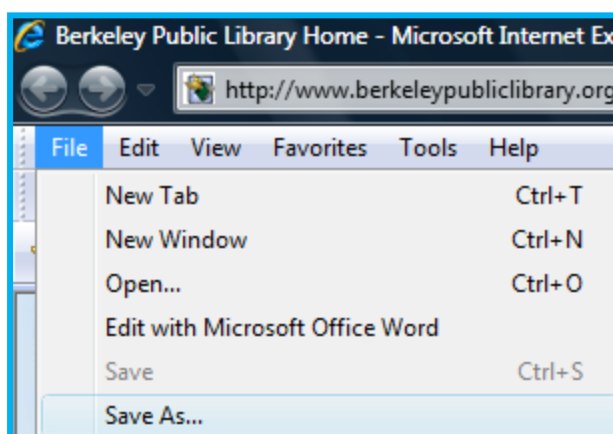 Berkeley Public Library Home - Microsoft Internet Ex
http://www.berkeleypubliclibrary.org
File Edit View Favorites Tools Help
New Tab Ctrl+T
New Window Ctrl+N
Open... Ctrl+O
Edit with Microsoft Office Word
Save Ctrl+S
Save As...